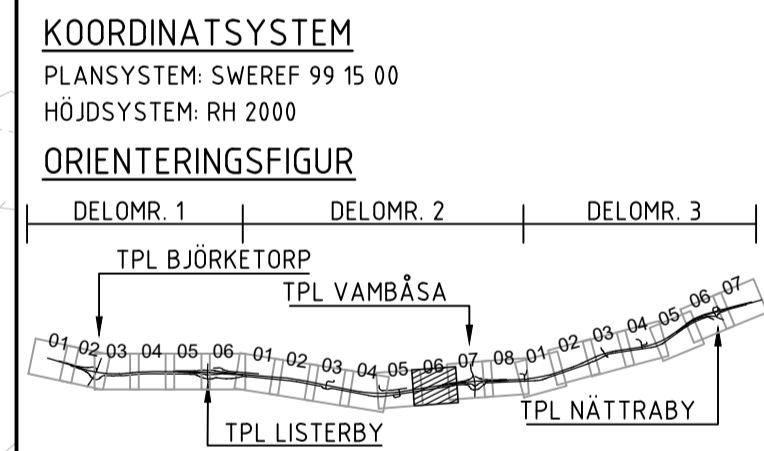 KOORDINATSYSTEM
PLANSYSTEM: SWEREF 99 15 00
HÖJDSYSTEM: RH 2000
ORIENTERINGSFIGUR
DELOMR. 1 DELOMR. 2 DELOMR. 3
TPL BJÖRKETORP
TPL VAMBÅSA
01 02 03 04 05 06 01 02 03 04 05 06 07 08 01 02 03 04 05 06 07
TPL NÄTTRABY
TPL LISTERBY